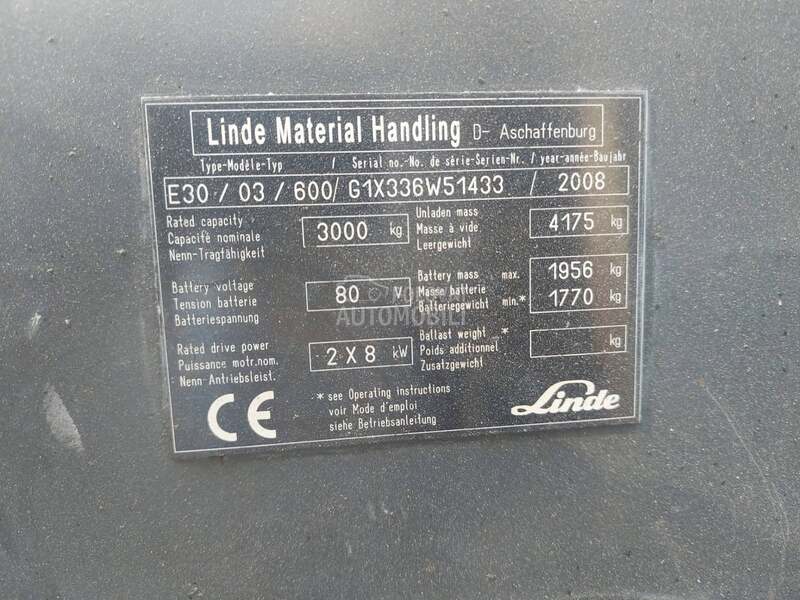 Linde Material Handling D- Aschaffenburg
Type-Modèle-Typ / Serial no.-No. de série-Serien-Nr. / year-année-Baujahr
E30 / 03 / 600 / G1X336W51433 / 2008
Rated capacity
Capacité nominale
Nenn-Tragfähigkeit
3000 kg
Unladen mass
Masse à vide
Leergewicht
4175 kg
Battery voltage
Tension batterie
Batteriespannung
80 V
Battery mass max.
Masse batterie
Batteriegewicht min.*
1956 kg
1770 kg
Rated drive power
Puissance motr.nom.
Nenn-Antriebsleist.
2 X 8 kW
Ballast weight *
Poids additionnel
Zusatzgewicht
kg
CE
* see Operating instructions
voir Mode d'emploi
siehe Betriebsanleitung
Linde
AUTOMOBILI